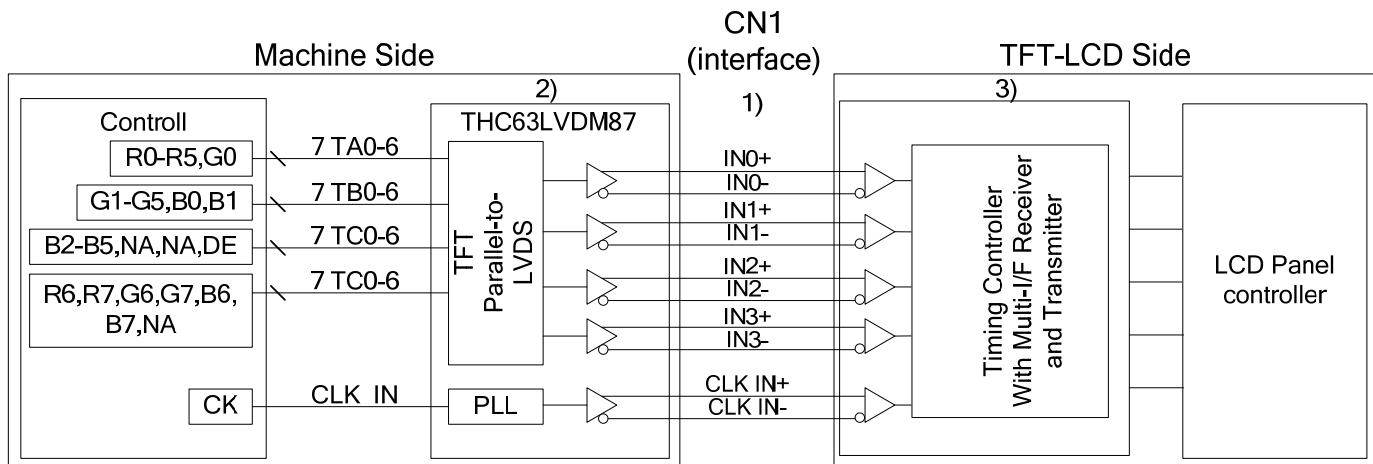 CN1
(interface)
Machine Side
TFT-LCD Side
1)
2)
3)
Controll
THC63LVDM87
R0-R5,G0
7 TA0-6
G1-G5,B0,B1
7 TB0-6
B2-B5,NA,NA,DE
7 TC0-6
R6,R7,G6,G7,B6,
B7,NA
7 TC0-6
CK
CLK IN
TFT
Parallel-to-
LVDS
PLL
IN0+
IN0-
IN1+
IN1-
IN2+
IN2-
IN3+
IN3-
CLK IN+
CLK IN-
Timing Controller
With Multi-I/F Receiver
and Transmitter
LCD Panel
controller